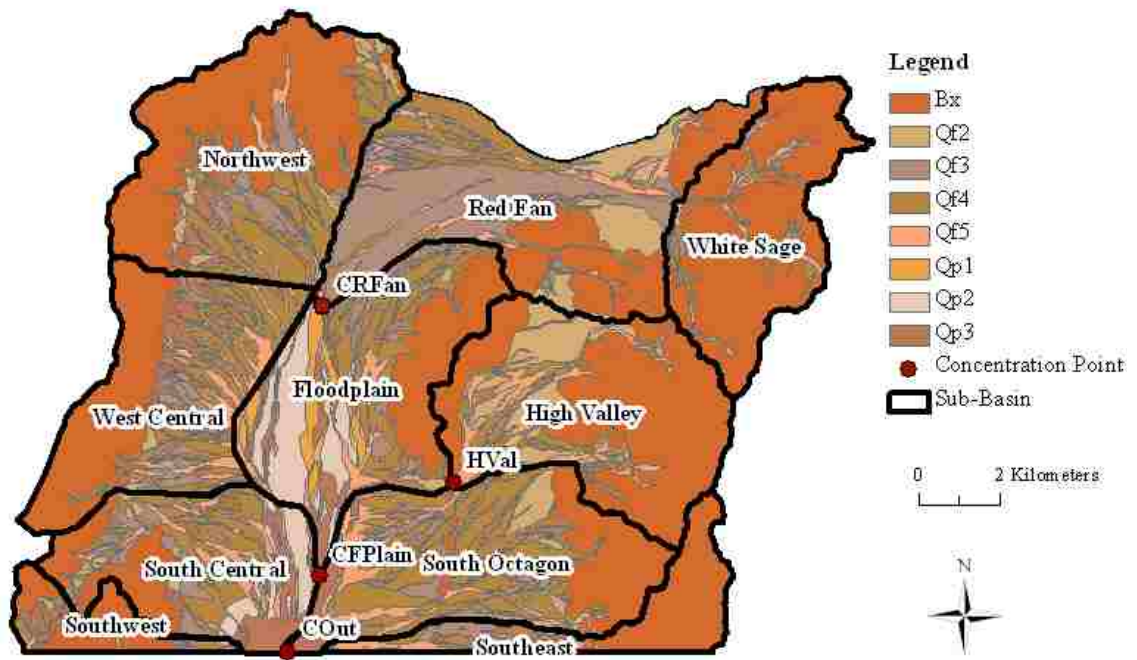 Northwest
Red Fan
White Sage
CRFan
West Central
Floodplain
High Valley
HVal
South Central
CFPlain
South Octagon
Southwest
COut
Southeast
Legend
Bx
Qf2
Qf3
Qf4
Qf5
Qp1
Qp2
Qp3
Concentration Point
Sub-Basin
0 2 Kilometers
N